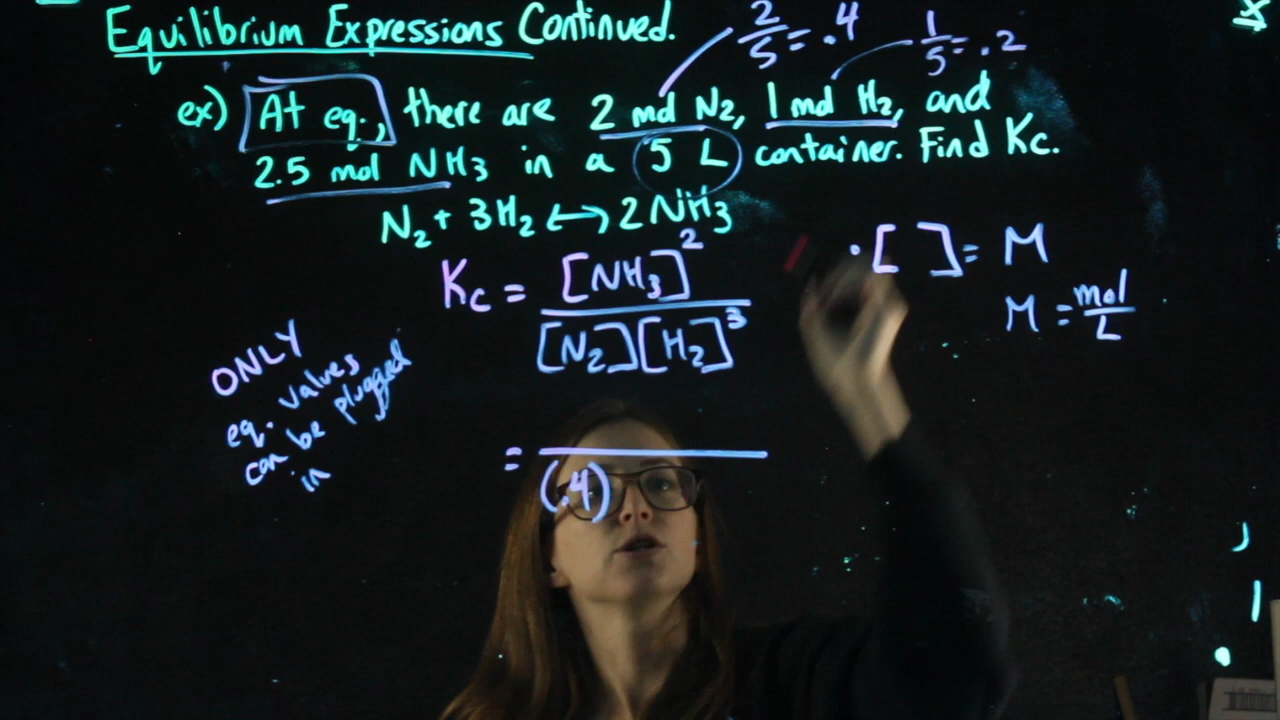 Equilibrium Expressions Continued.
2/5 = .4
1/5 = .2
ex) At eq., there are 2 mol N2, 1 mol H2, and
2.5 mol NH3 in a 5 L container. Find Kc.
N2 + 3H2 ↔ 2NH3
Kc = [NH3]² / [N2][H2]³
·[ ] = M
M = mol/L
ONLY
eq. values
can be plugged
in
= (.4)